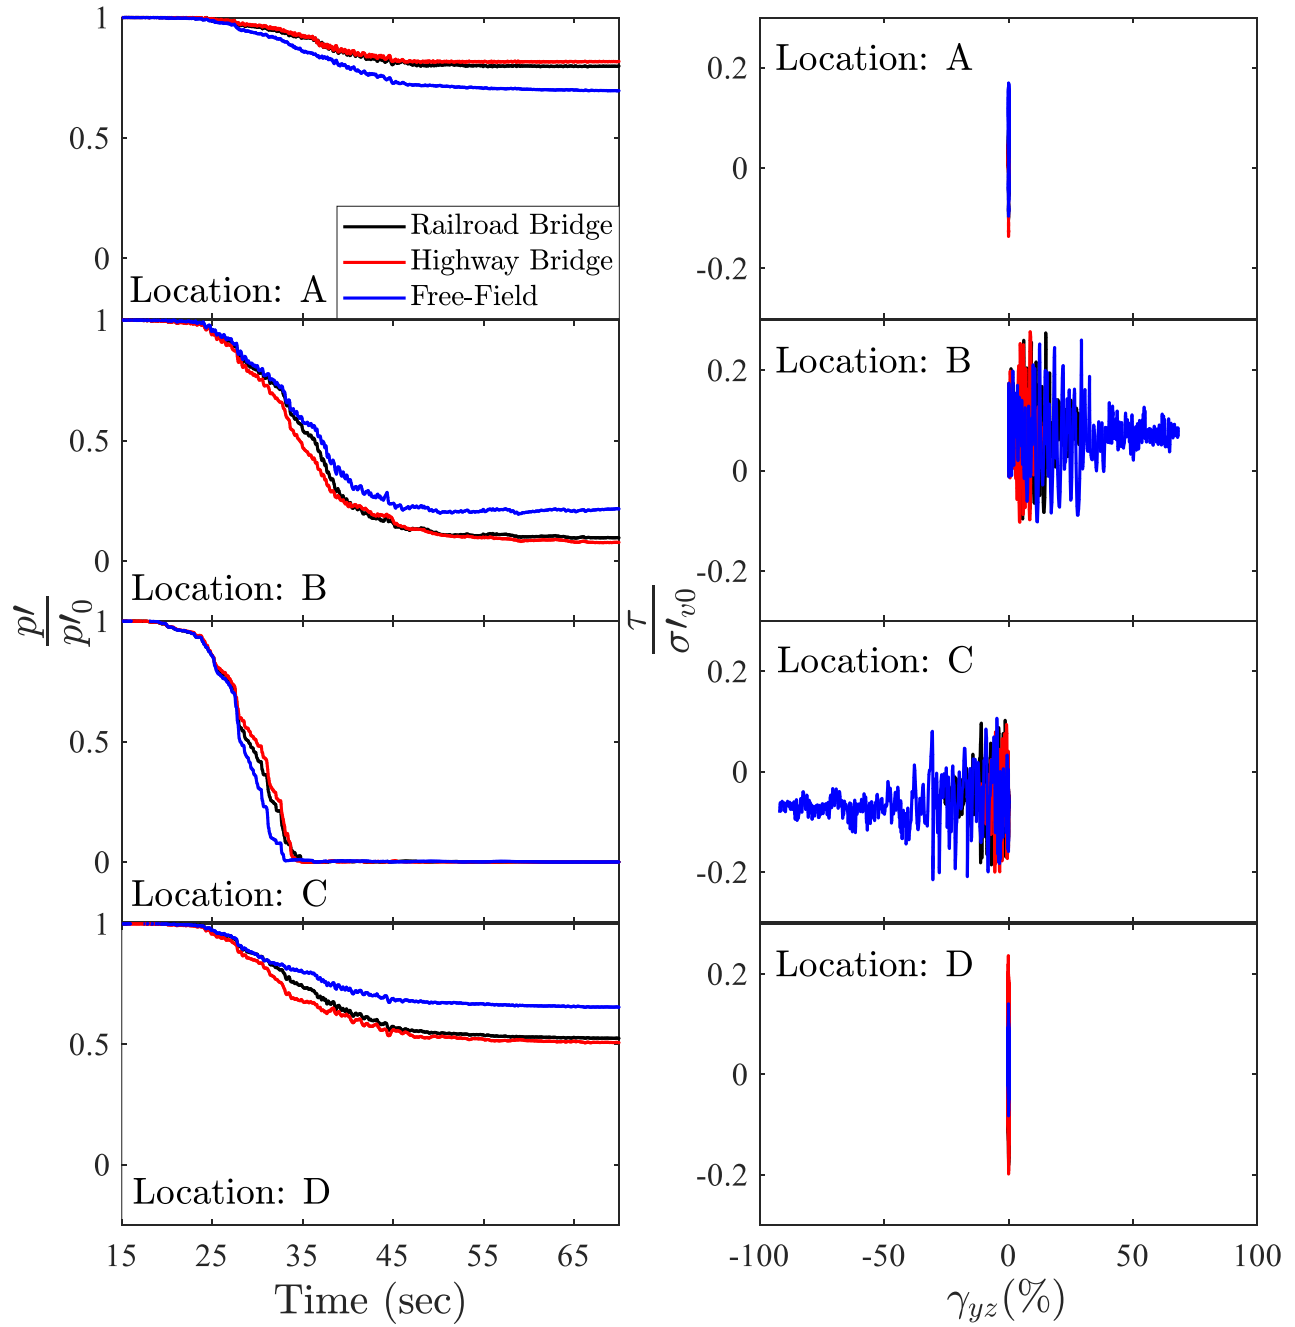 1
0.5
0
Location: A
Railroad Bridge
Highway Bridge
Free-Field
Location: A
0.2
0
-0.2
1
0.5
0
Location: B
Location: B
0.2
0
-0.2
p′
p′0
τ
σ′v0
1
0.5
0
Location: C
Location: C
0.2
0
-0.2
1
0.5
0
Location: D
Location: D
0.2
0
-0.2
15 25 35 45 55 65
Time (sec)
-100 -50 0 50 100
γyz(%)